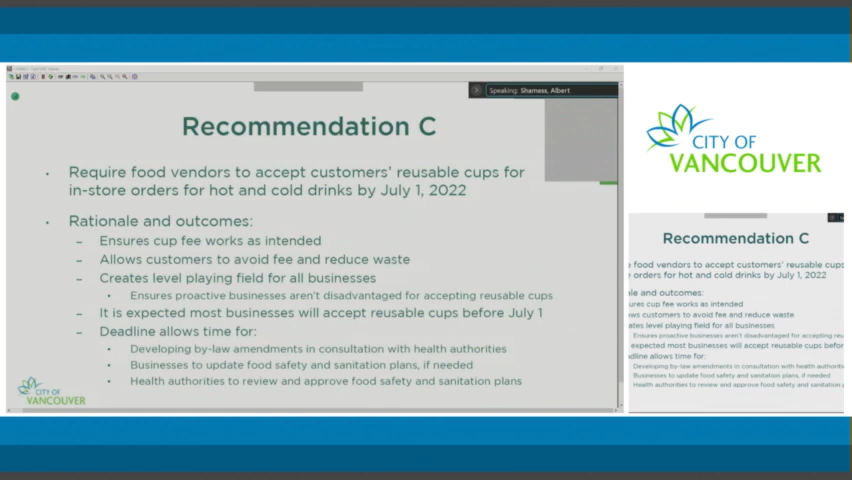 Speaking: Shamess, Albert
Recommendation C
• Require food vendors to accept customers' reusable cups for
in-store orders for hot and cold drinks by July 1, 2022
• Rationale and outcomes:
– Ensures cup fee works as intended
– Allows customers to avoid fee and reduce waste
– Creates level playing field for all businesses
• Ensures proactive businesses aren't disadvantaged for accepting reusable cups
– It is expected most businesses will accept reusable cups before July 1
– Deadline allows time for:
• Developing by-law amendments in consultation with health authorities
• Businesses to update food safety and sanitation plans, if needed
• Health authorities to review and approve food safety and sanitation plans
CITY OF
VANCOUVER
CITY OF
VANCOUVER
Recommendation C
food vendors to accept customers' reusable cups
orders for hot and cold drinks by July 1, 2022
ale and outcomes:
ures cup fee works as intended
ws customers to avoid fee and reduce waste
ates level playing field for all businesses
Ensures proactive businesses aren't disadvantaged for accepting reu
expected most businesses will accept reusable cups befor
dline allows time for:
Developing by-law amendments in consultation with health authoriti
Businesses to update food safety and sanitation plans, if needed
Health authorities to review and approve food safety and sanitation